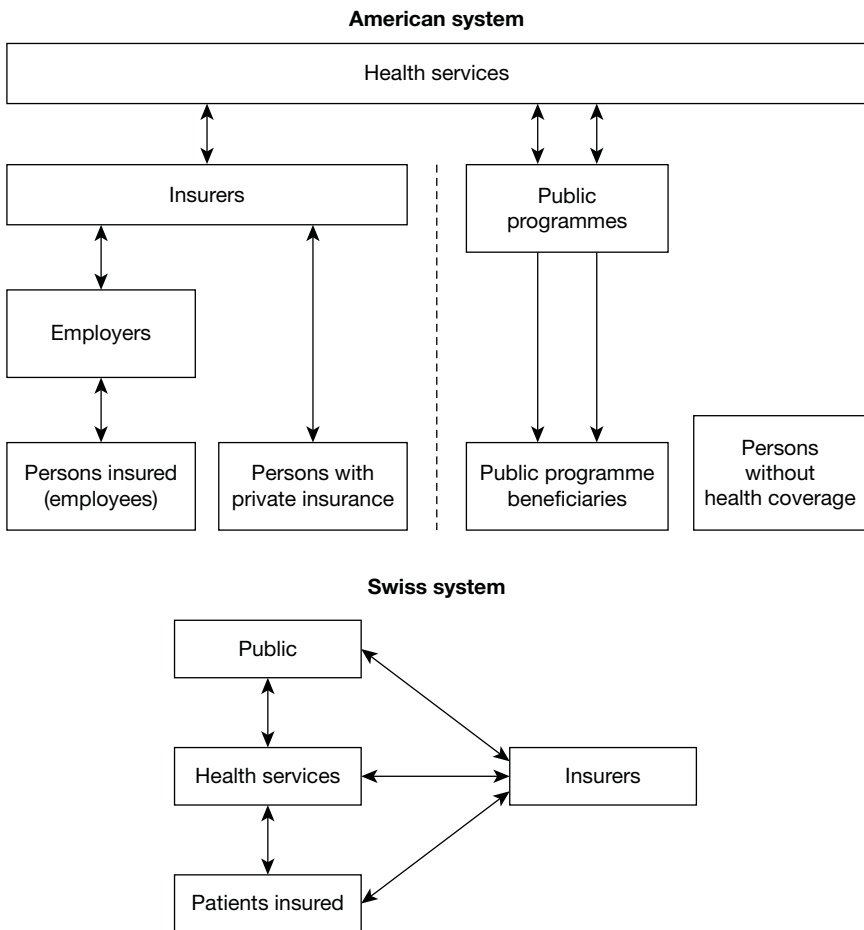 American system
Health services
Insurers
Public
programmes
Employers
Persons insured
(employees)
Persons with
private insurance
Public programme
beneficiaries
Persons
without
health coverage
Swiss system
Public
Health services
Insurers
Patients insured